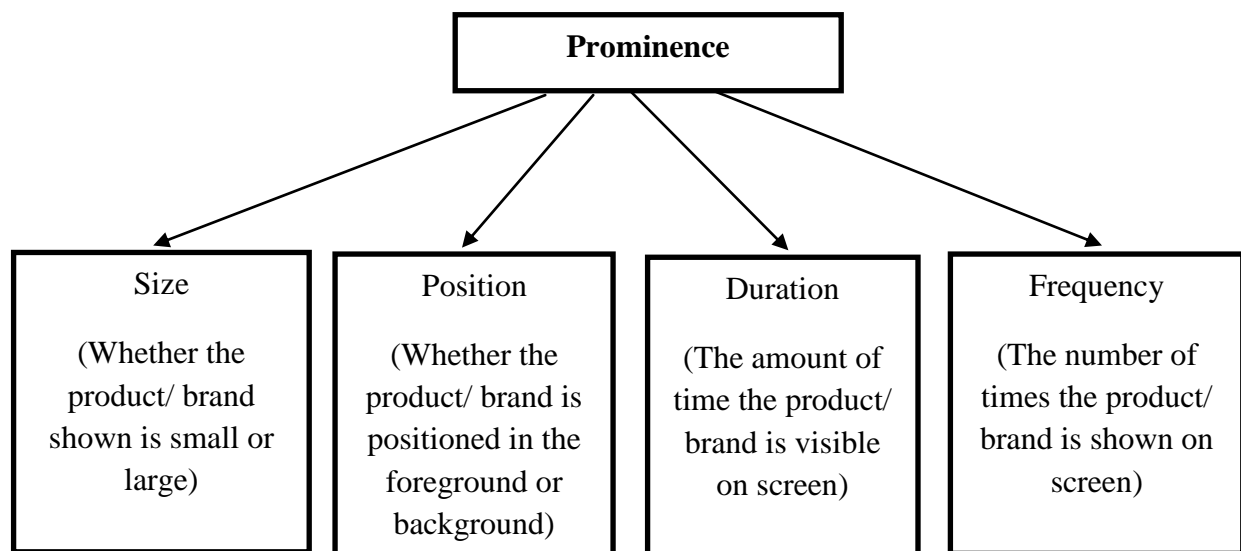 Prominence
Size
(Whether the
product/ brand
shown is small or
large)
Position
(Whether the
product/ brand is
positioned in the
foreground or
background)
Duration
(The amount of
time the product/
brand is visible
on screen)
Frequency
(The number of
times the product/
brand is shown on
screen)